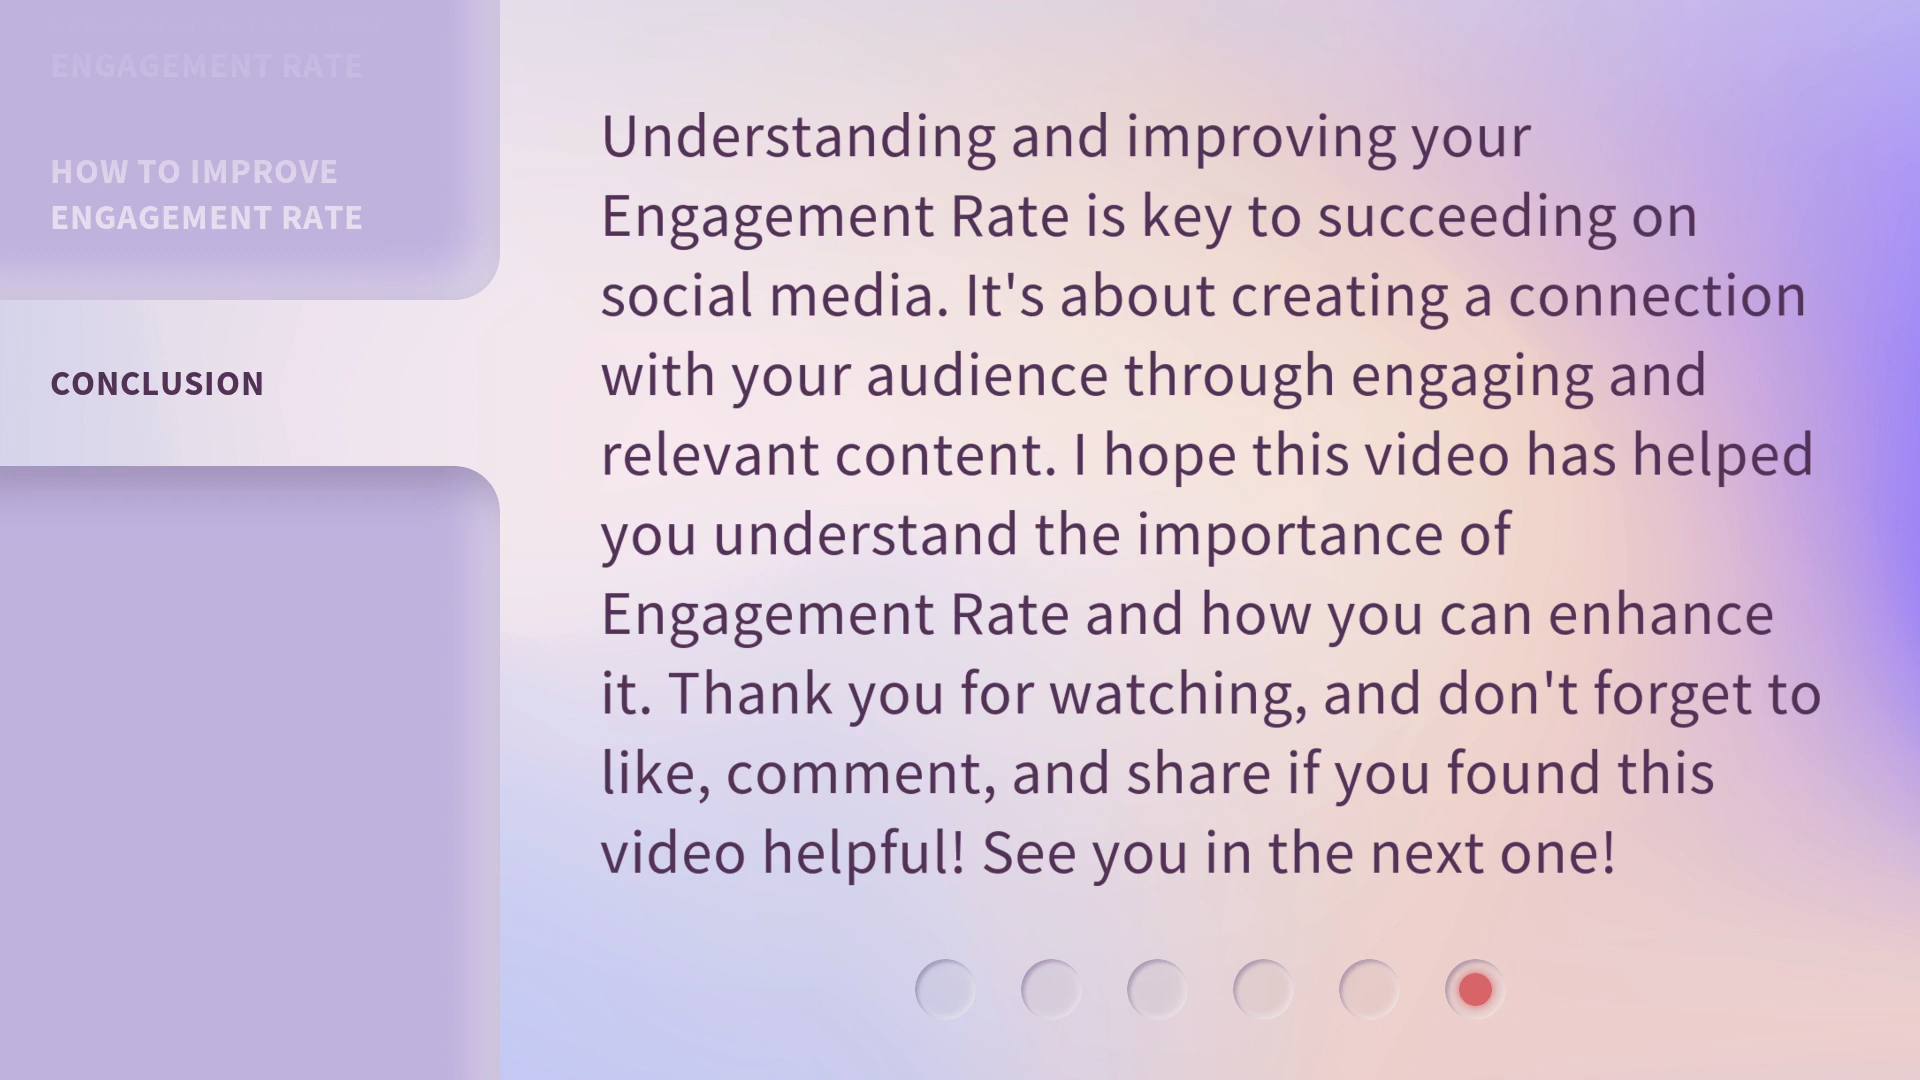 ENGAGEMENT RATE
HOW TO IMPROVE
ENGAGEMENT RATE
CONCLUSION
Understanding and improving your
Engagement Rate is key to succeeding on
social media. It's about creating a connection
with your audience through engaging and
relevant content. I hope this video has helped
you understand the importance of
Engagement Rate and how you can enhance
it. Thank you for watching, and don't forget to
like, comment, and share if you found this
video helpful! See you in the next one!